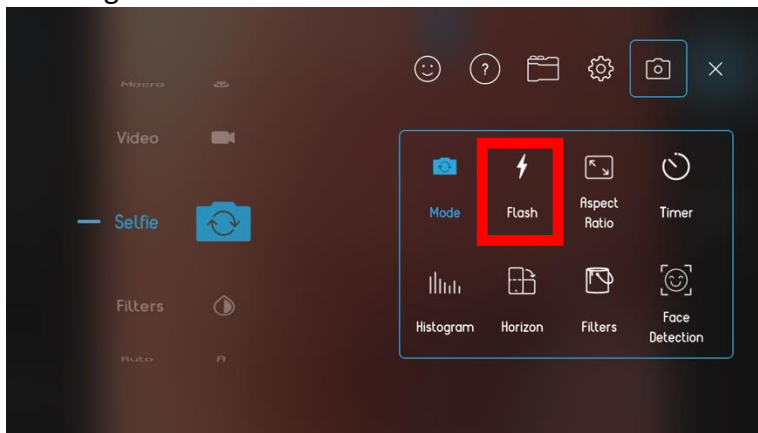 Macro
Video
Selfie
Filters
Auto A
?
Mode Flash Aspect Ratio Timer
Histogram Horizon Filters Face Detection